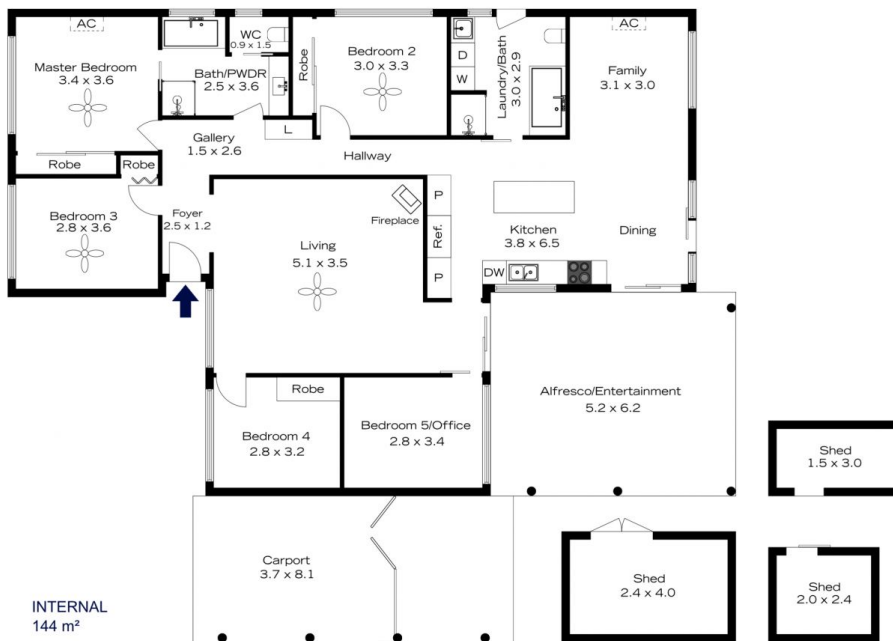 AC
Master Bedroom
3.4 x 3.6
WC
0.9 x 1.5
Bath/PWDR
2.5 x 3.6
Robe
Bedroom 2
3.0 x 3.3
D
W
Laundry/Bath
3.0 x 2.9
AC
Family
3.1 x 3.0
Gallery
1.5 x 2.6
L
Hallway
Robe
Robe
Bedroom 3
2.8 x 3.6
Foyer
2.5 x 1.2
Living
5.1 x 3.5
Fireplace
P
Ref.
P
Kitchen
3.8 x 6.5
Dining
DW
Robe
Bedroom 4
2.8 x 3.2
Bedroom 5/Office
2.8 x 3.4
Alfresco/Entertainment
5.2 x 6.2
Shed
1.5 x 3.0
Carport
3.7 x 8.1
Shed
2.4 x 4.0
Shed
2.0 x 2.4
INTERNAL
144 m²